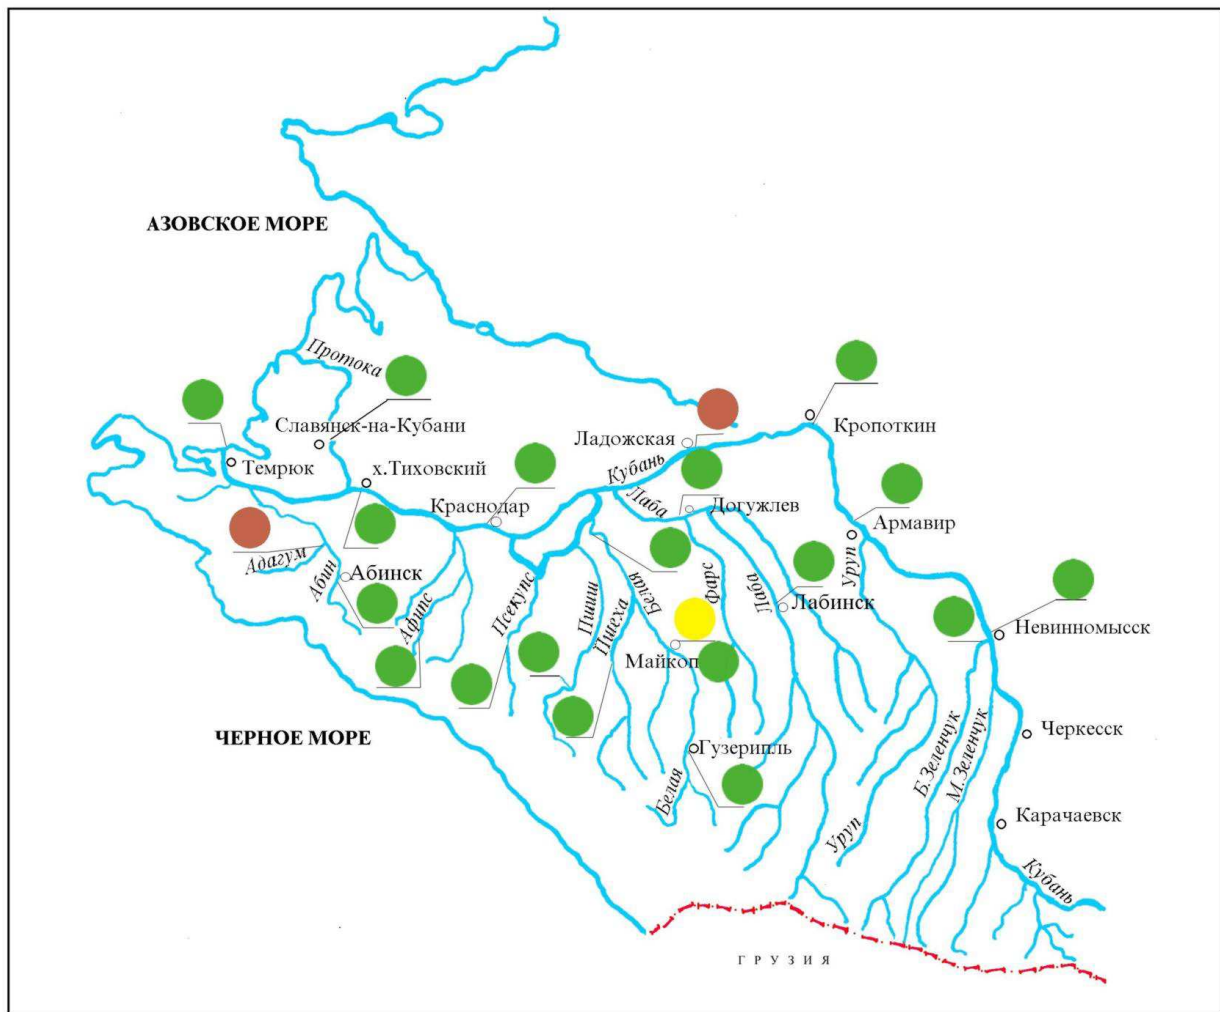 АЗОВСКОЕ МОРЕ
Протока
Славянск-на-Кубани
Ладожская
Кропоткин
Темрюк
х.Тиховский
Кубань
Краснодар
Лаба
Догужлев
Армавир
Адагум
Абин
Абинск
Афипс
Псекупс
Пшиш
Пшеха
Белая
Фарс
Лаба
Лабинск
Уруп
Невинномысск
Майкоп
ЧЕРНОЕ МОРЕ
Гузерипль
Белая
Б.Зеленчук
М.Зеленчук
Черкесск
Уруп
Карачаевск
Кубань
ГРУЗИЯ